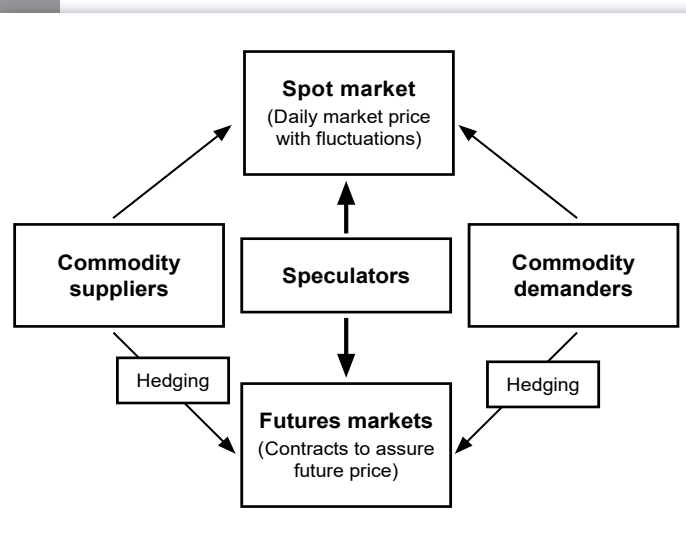 Spot market
(Daily market price
with fluctuations)
Commodity
suppliers
Speculators
Commodity
demanders
Hedging
Hedging
Futures markets
(Contracts to assure
future price)